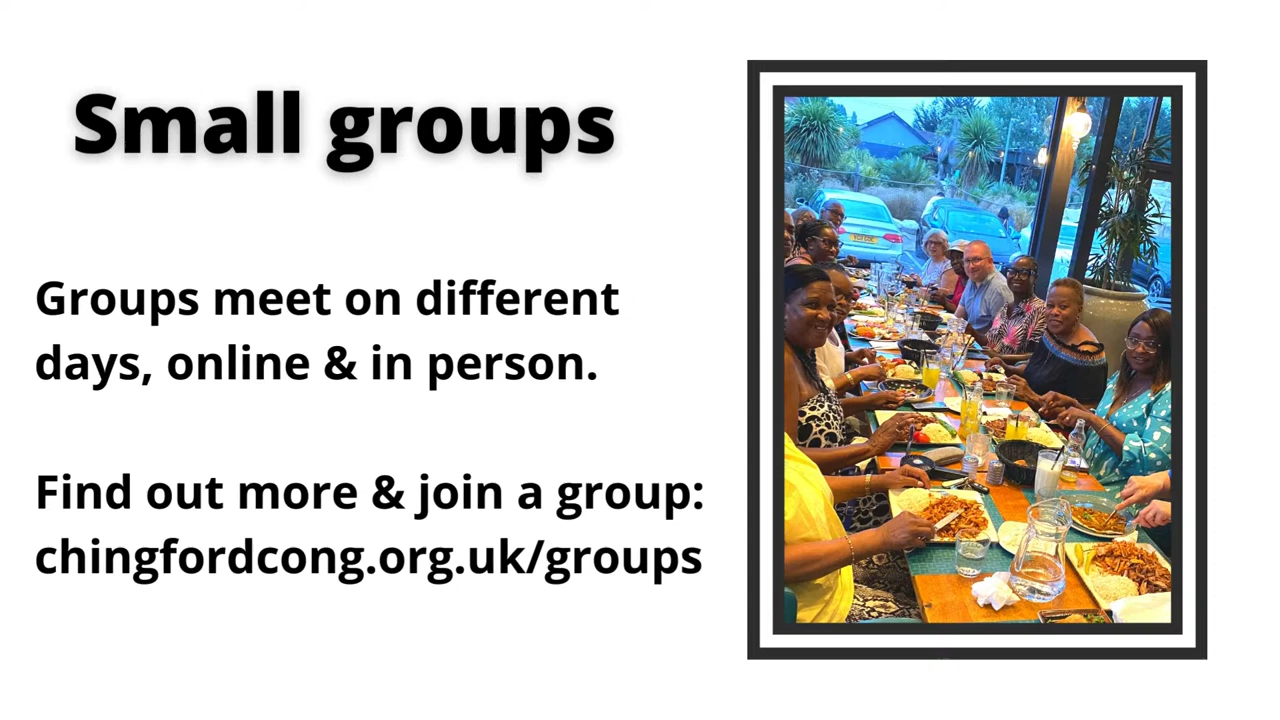 Small groups
Groups meet on different
days, online & in person.
Find out more & join a group:
chingfordcong.org.uk/groups